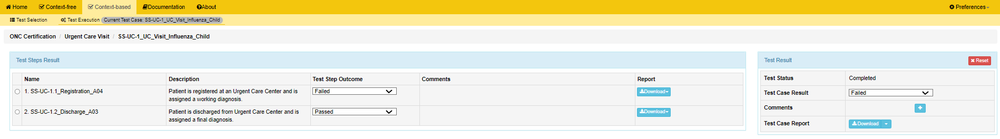 Home Context-free Context-based Documentation About Preferences
Test Selection Test Execution Current Test Case: SS-UC-1_UC_Visit_Influenza_Child
ONC Certification / Urgent Care Visit / SS-UC-1_UC_Visit_Influenza_Child
Test Steps Result
Name Description Test Step Outcome Comments Report
1. SS-UC-1.1_Registration_A04 Patient is registered at an Urgent Care Center and is Failed Download
assigned a working diagnosis.
2. SS-UC-1.2_Discharge_A03 Patient is discharged from Urgent Care Center and is Passed Download
assigned a final diagnosis.
Test Result Reset
Test Status Completed
Test Case Result Failed
Comments
Test Case Report Download